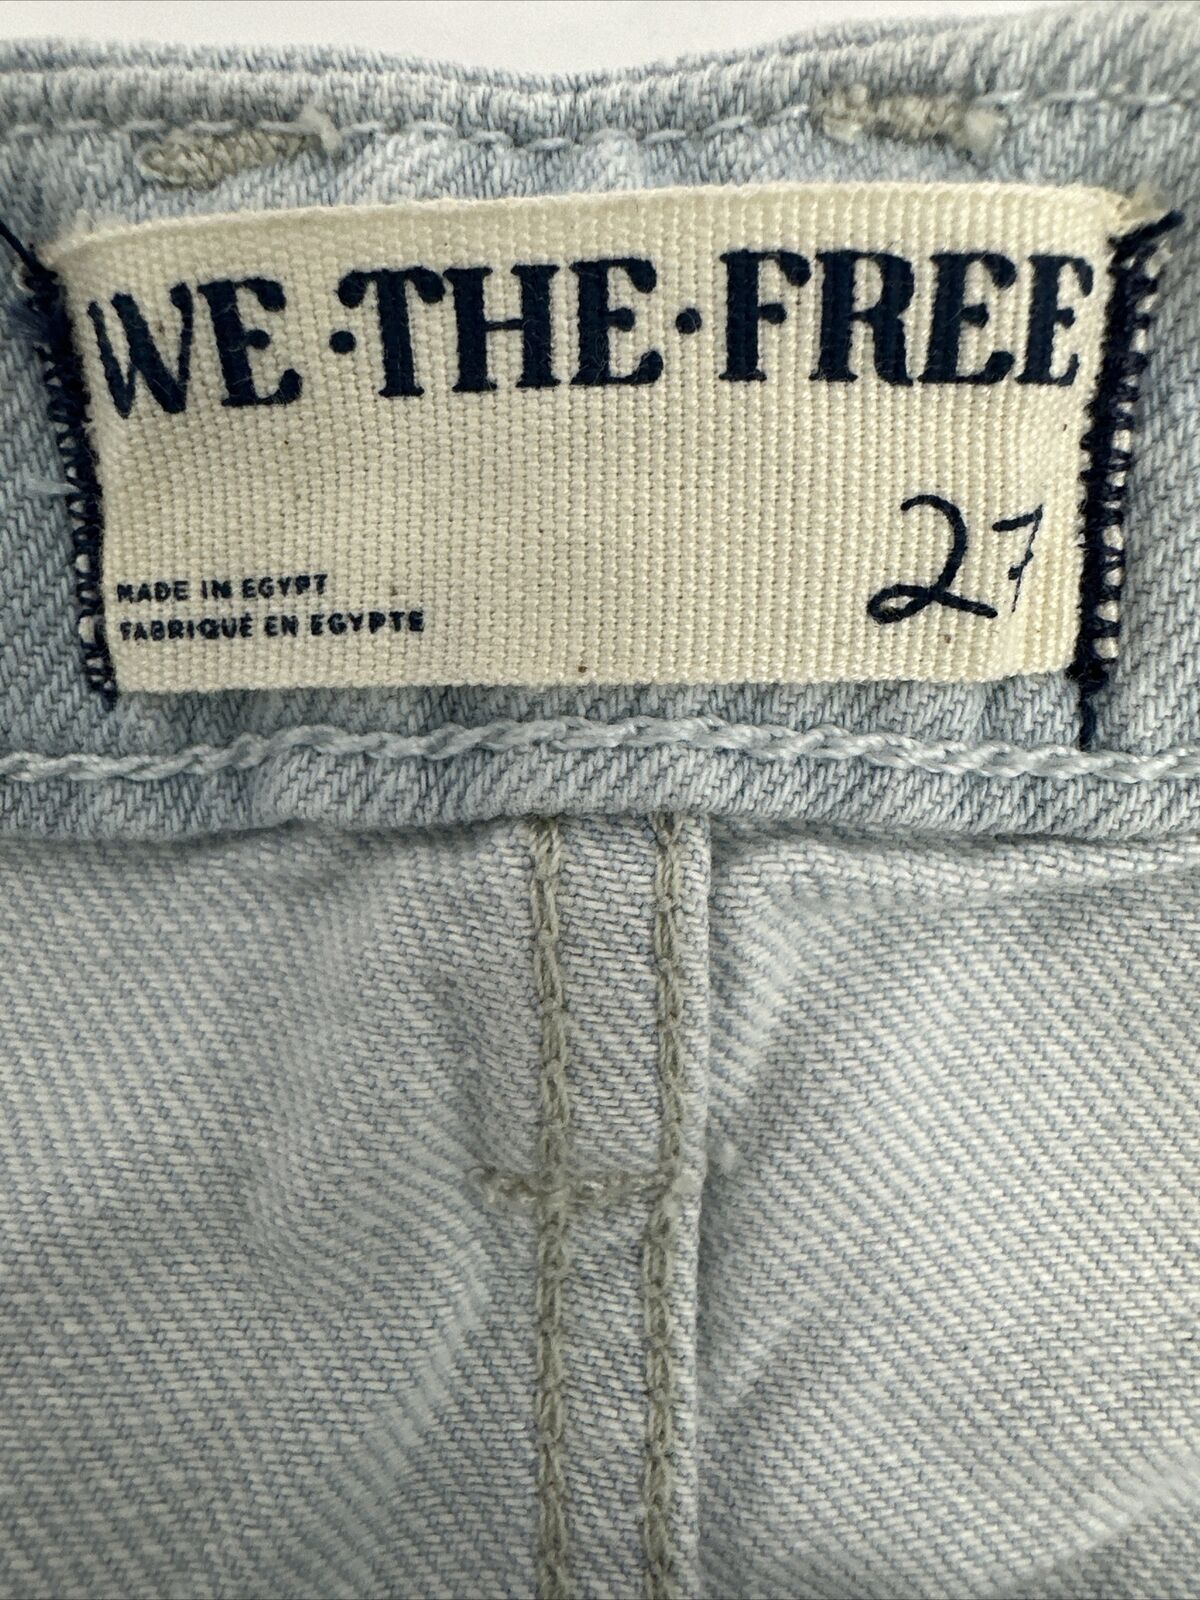 WE·THE·FREE
27
MADE IN EGYPT
FABRIQUÉ EN EGYPTE